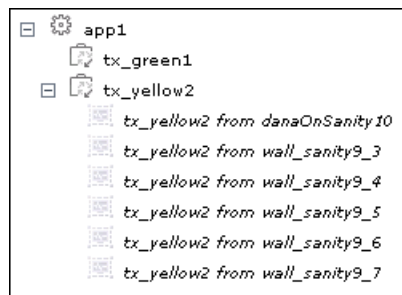 app1
tx_green1
tx_yellow2
tx_yellow2 from danaOnSanity10
tx_yellow2 from wall_sanity9_3
tx_yellow2 from wall_sanity9_4
tx_yellow2 from wall_sanity9_5
tx_yellow2 from wall_sanity9_6
tx_yellow2 from wall_sanity9_7